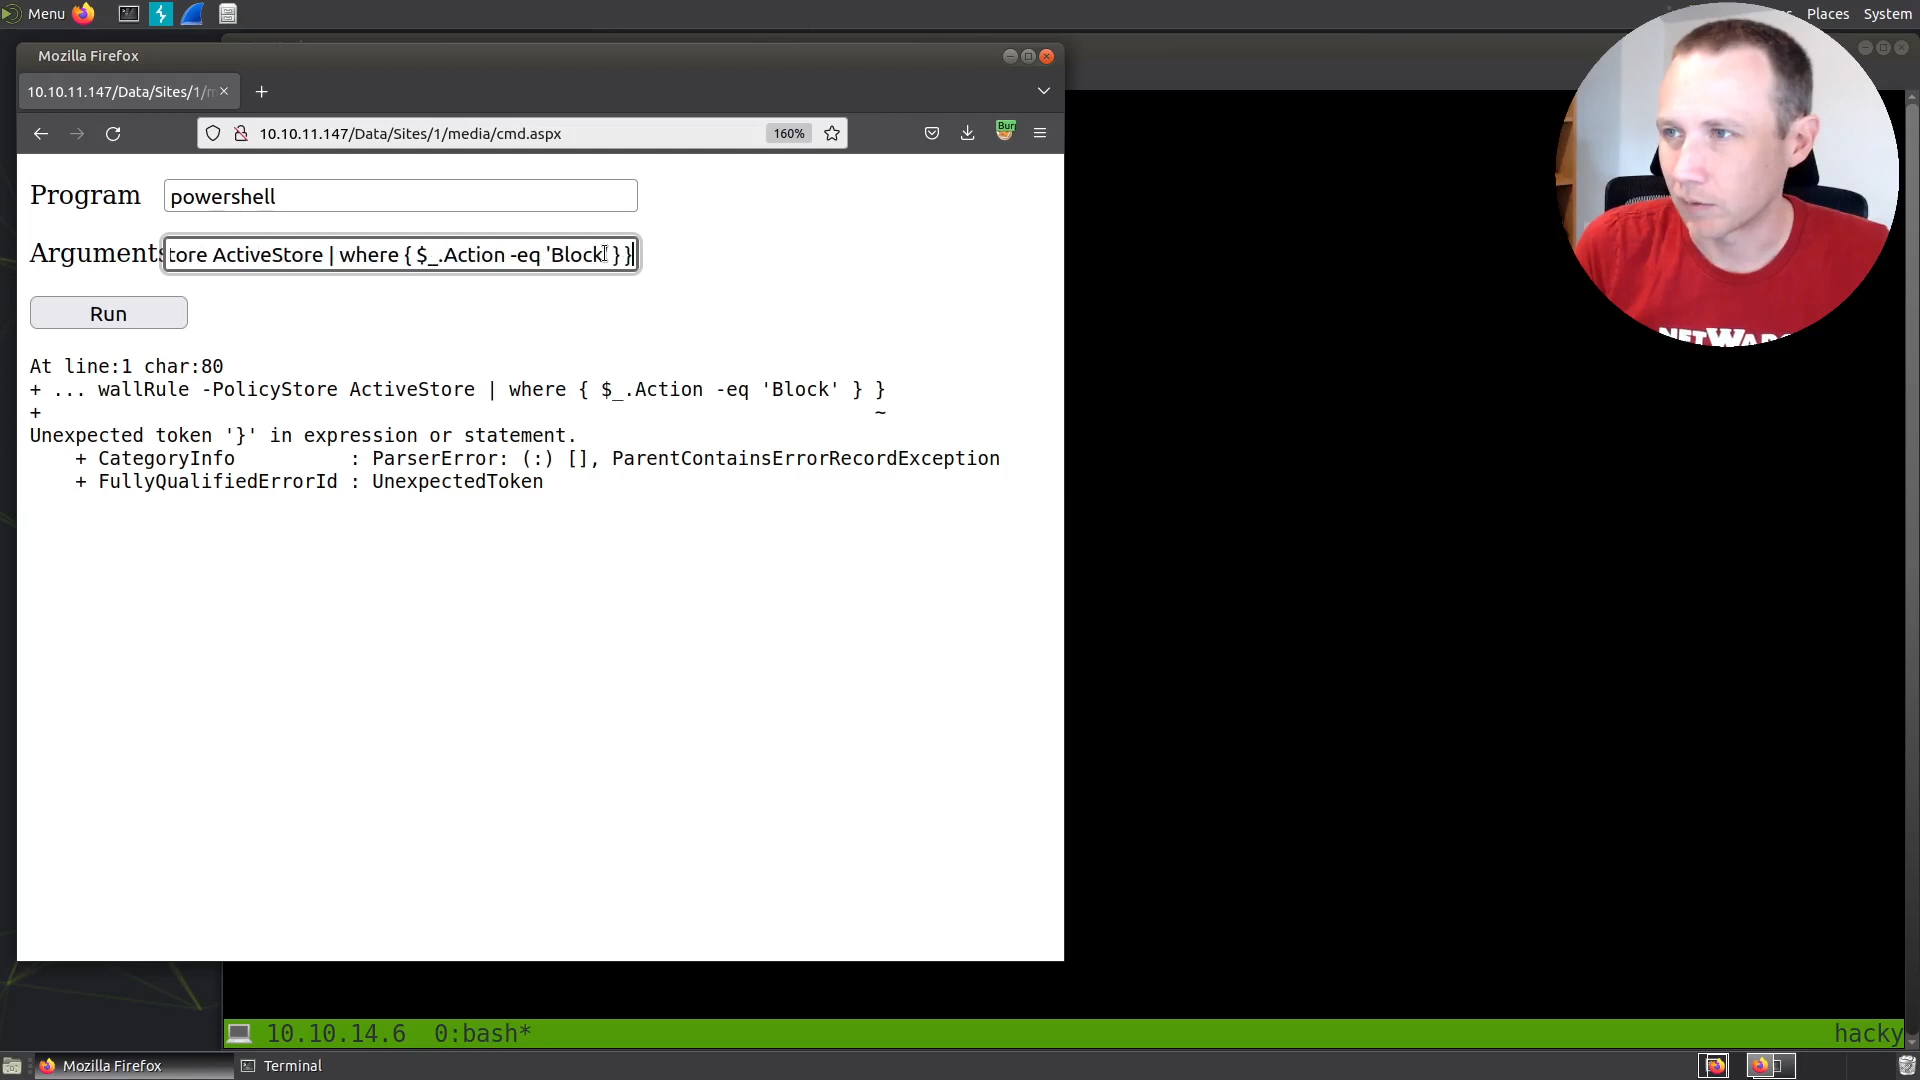 Menu
Places System
Mozilla Firefox
10.10.11.147/Data/Sites/1/m
10.10.11.147/Data/Sites/1/media/cmd.aspx
160%
Bur
Program powershell
Arguments tore ActiveStore | where { $_.Action -eq 'Block' } }
Run
At line:1 char:80
+ ... wallRule -PolicyStore ActiveStore | where { $_.Action -eq 'Block' } }
+ ~
Unexpected token '}' in expression or statement.
+ CategoryInfo : ParserError: (:) [], ParentContainsErrorRecordException
+ FullyQualifiedErrorId : UnexpectedToken
NETWARS
10.10.14.6 0:bash*
hacky
Mozilla Firefox
Terminal